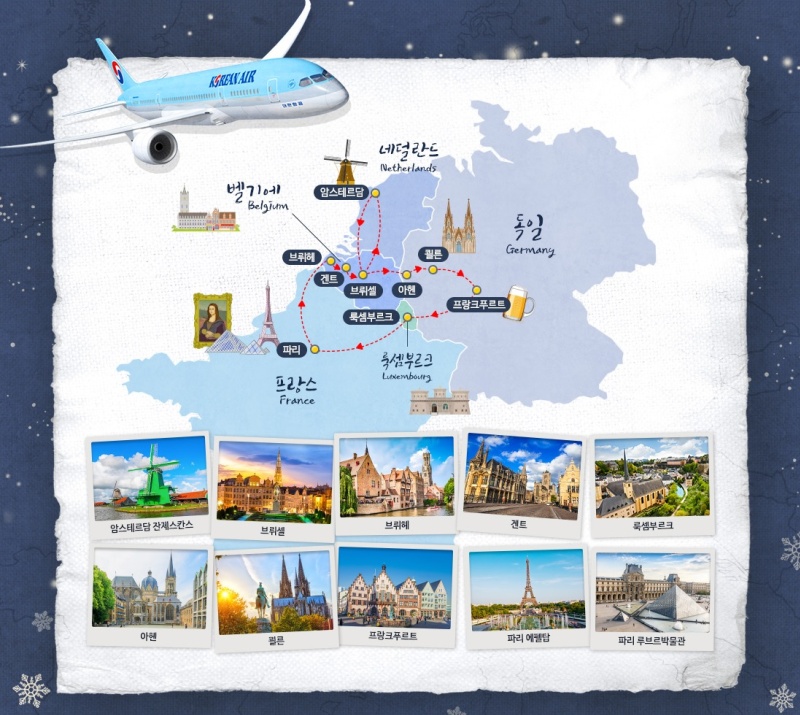 KOREAN AIR
대한항공
네덜란드
Netherlands
암스테르담
벨기에
Belgium
독일
Germany
브뤼헤
쾰른
겐트
브뤼셀
아헨
프랑크푸르트
룩셈부르크
파리
룩셈부르크
Luxembourg
프랑스
France
암스테르담 잔제스칸스
브뤼셀
브뤼헤
겐트
룩셈부르크
아헨
쾰른
프랑크푸르트
파리 에펠탑
파리 루브르박물관